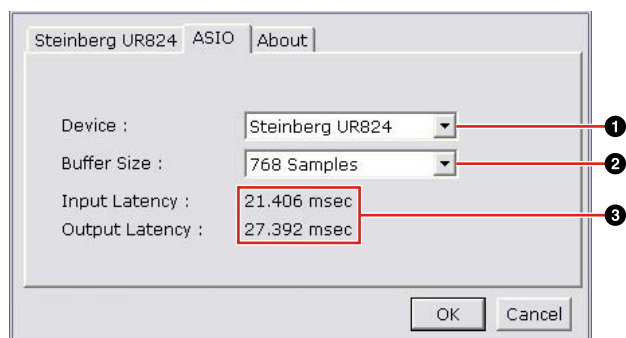 Steinberg UR824 ASIO About
Device : Steinberg UR824 1
Buffer Size : 768 Samples 2
Input Latency : 21.406 msec
Output Latency : 27.392 msec 3
OK Cancel